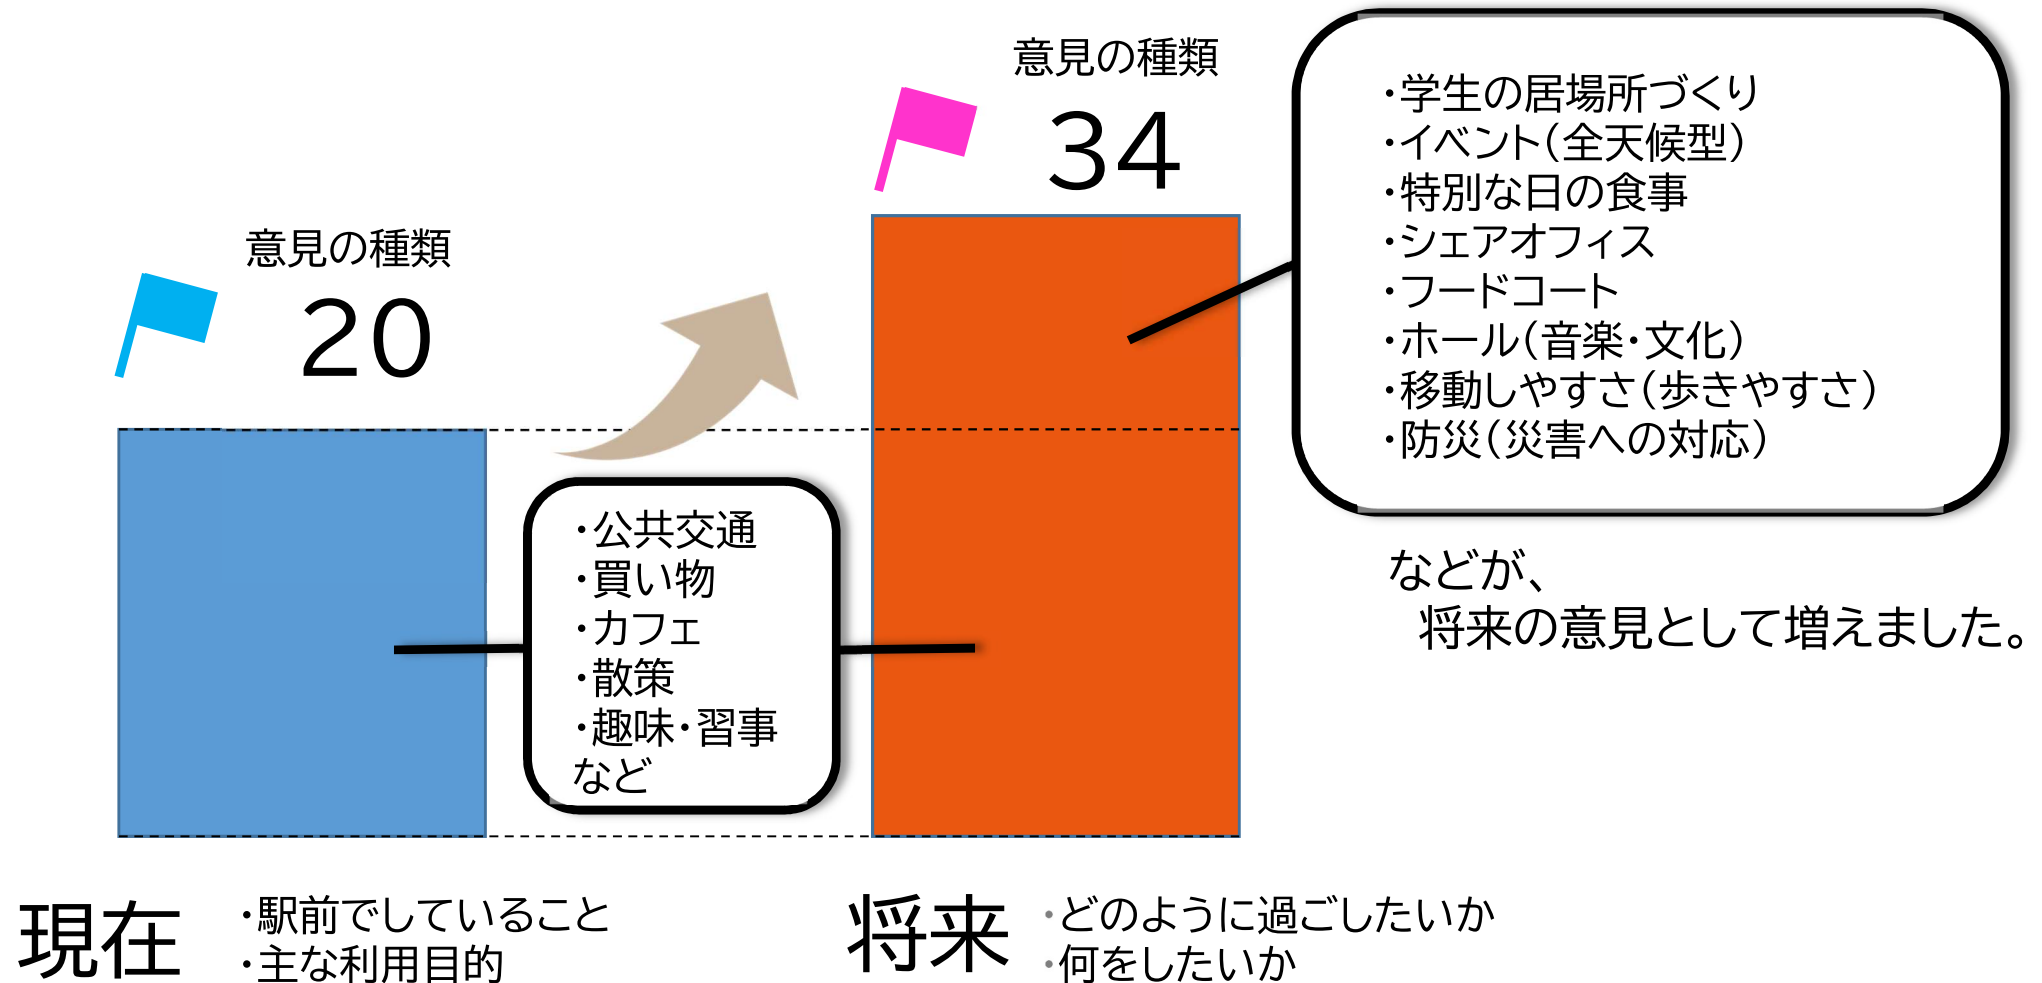 意見の種類
20
意見の種類
34
・学生の居場所づくり
・イベント（全天候型）
・特別な日の食事
・シェアオフィス
・フードコート
・ホール（音楽・文化）
・移動しやすさ（歩きやすさ）
・防災（災害への対応）
などが、
将来の意見として増えました。
・公共交通
・買い物
・カフェ
・散策
・趣味・習事
など
現在
・駅前でしていること
・主な利用目的
将来
・どのように過ごしたいか
・何をしたいか